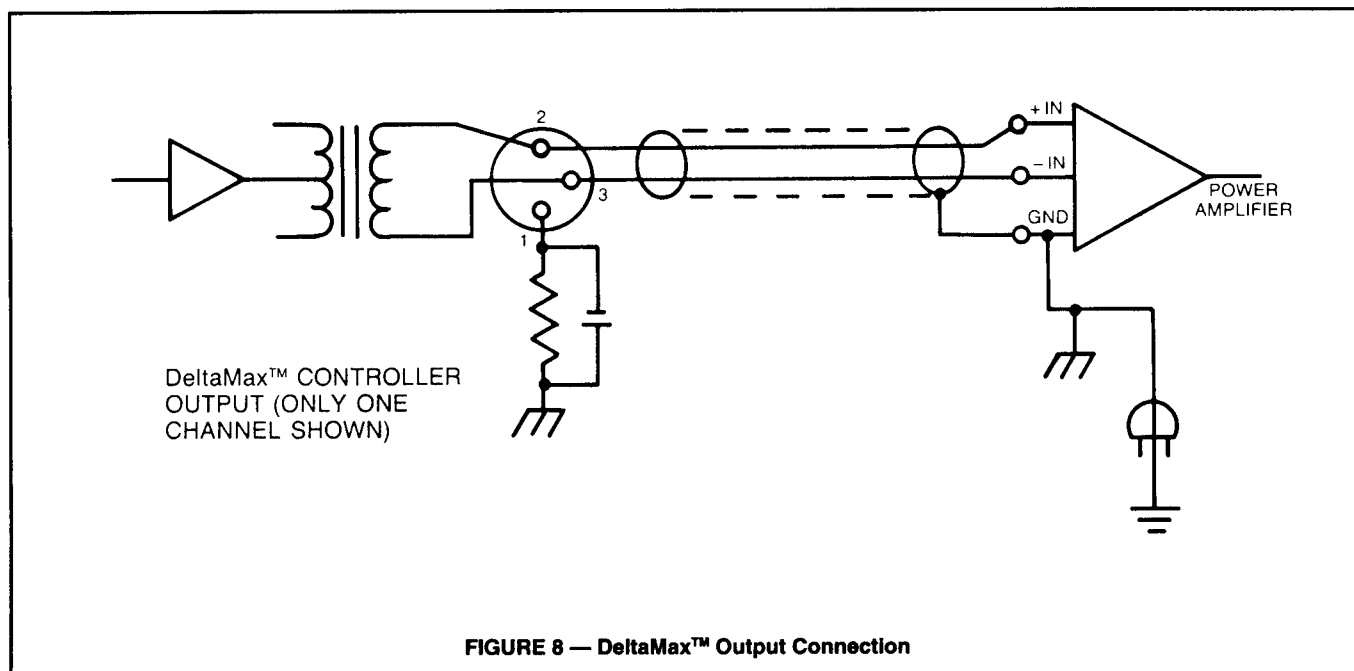 2
+ IN
− IN
3
POWER
AMPLIFIER
GND
1
DeltaMax™ CONTROLLER
OUTPUT (ONLY ONE
CHANNEL SHOWN)
FIGURE 8 — DeltaMax™ Output Connection